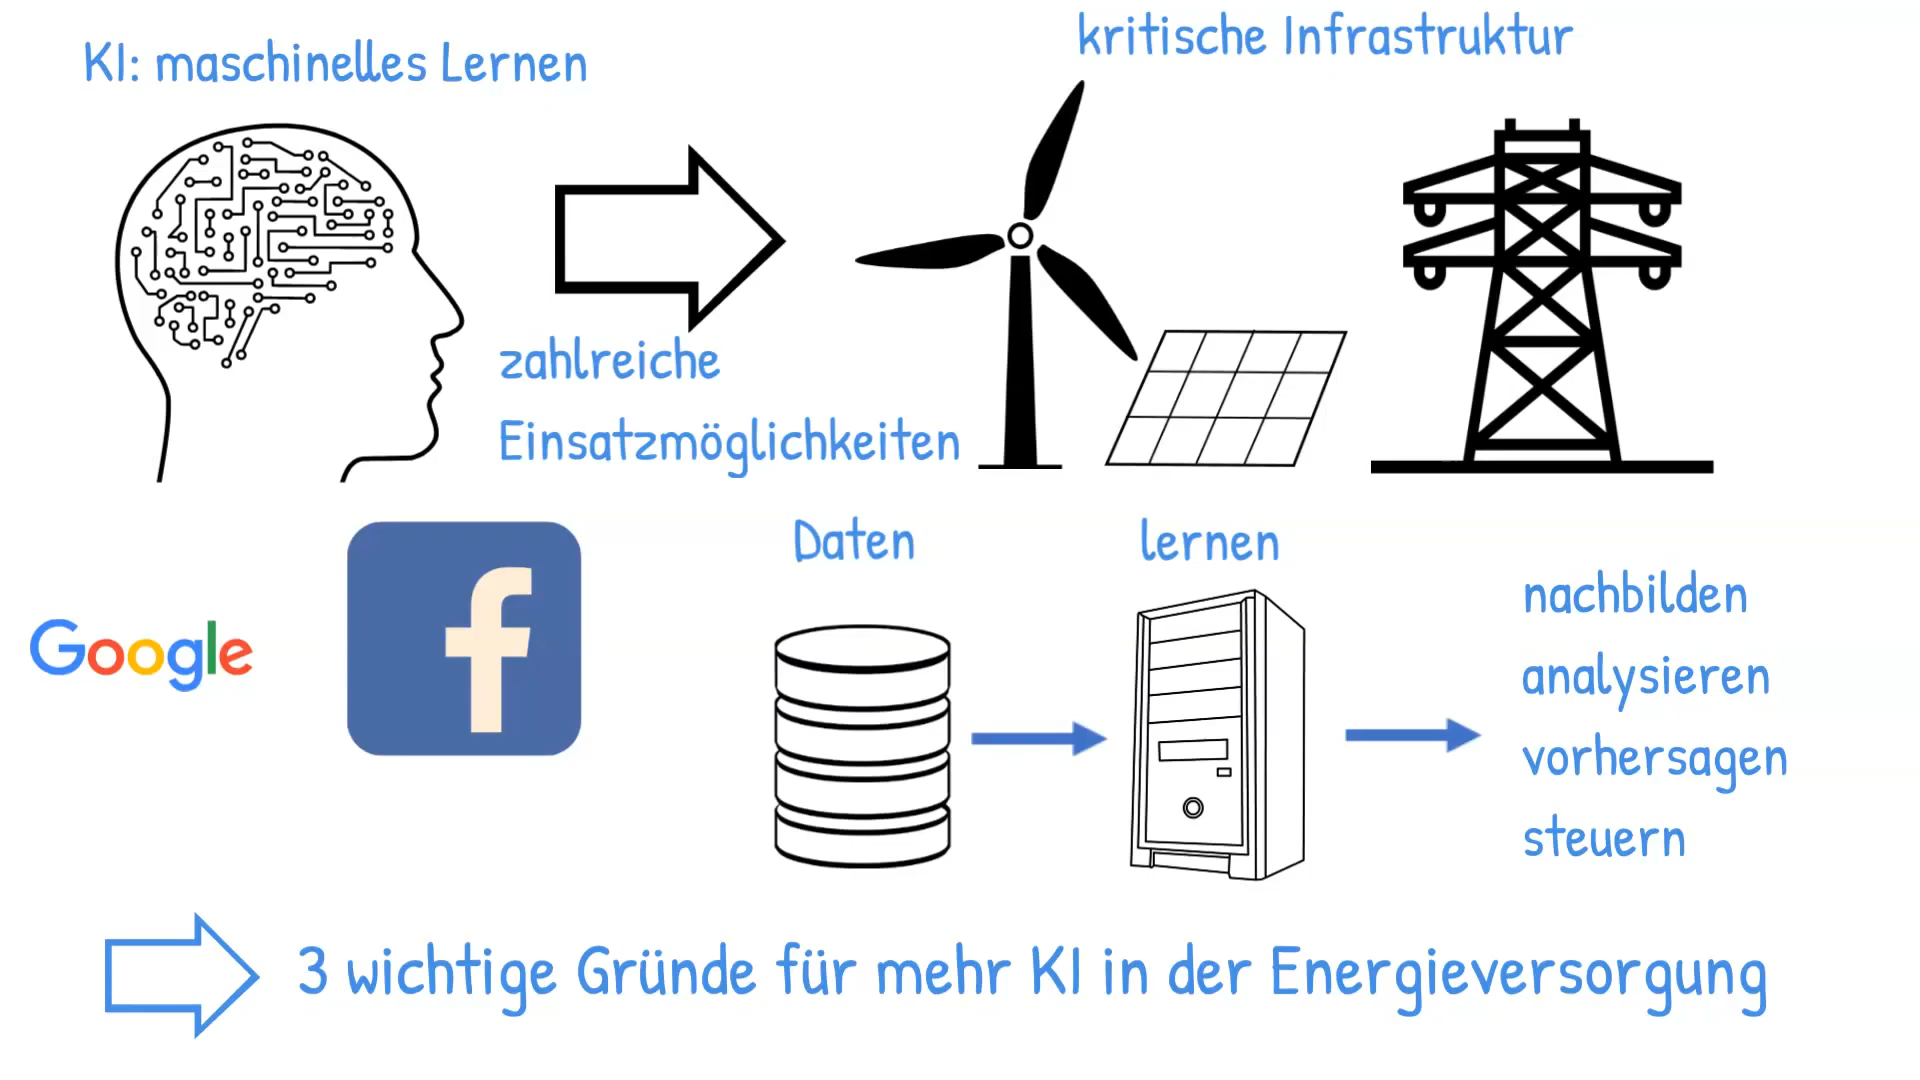 KI: maschinelles Lernen
kritische Infrastruktur
zahlreiche
Einsatzmöglichkeiten
Google
f
Daten
lernen
nachbilden
analysieren
vorhersagen
steuern
3 wichtige Gründe für mehr KI in der Energieversorgung